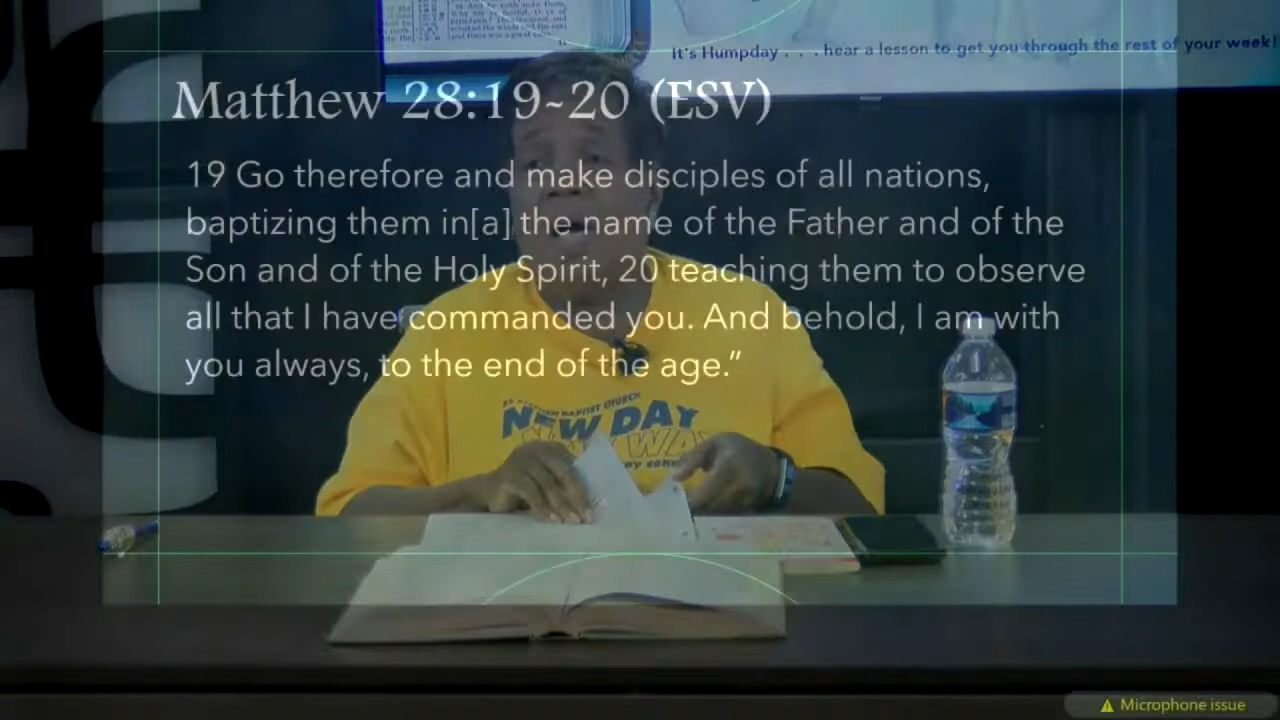 It's Humpday . . . hear a lesson to get you through the rest of your week!
Matthew 28:19-20 (ESV)
19 Go therefore and make disciples of all nations,
baptizing them in[a] the name of the Father and of the
Son and of the Holy Spirit, 20 teaching them to observe
all that I have commanded you. And behold, I am with
you always, to the end of the age.”
BAPTIST CHURCH
NEW DAY
WAY
Microphone issue